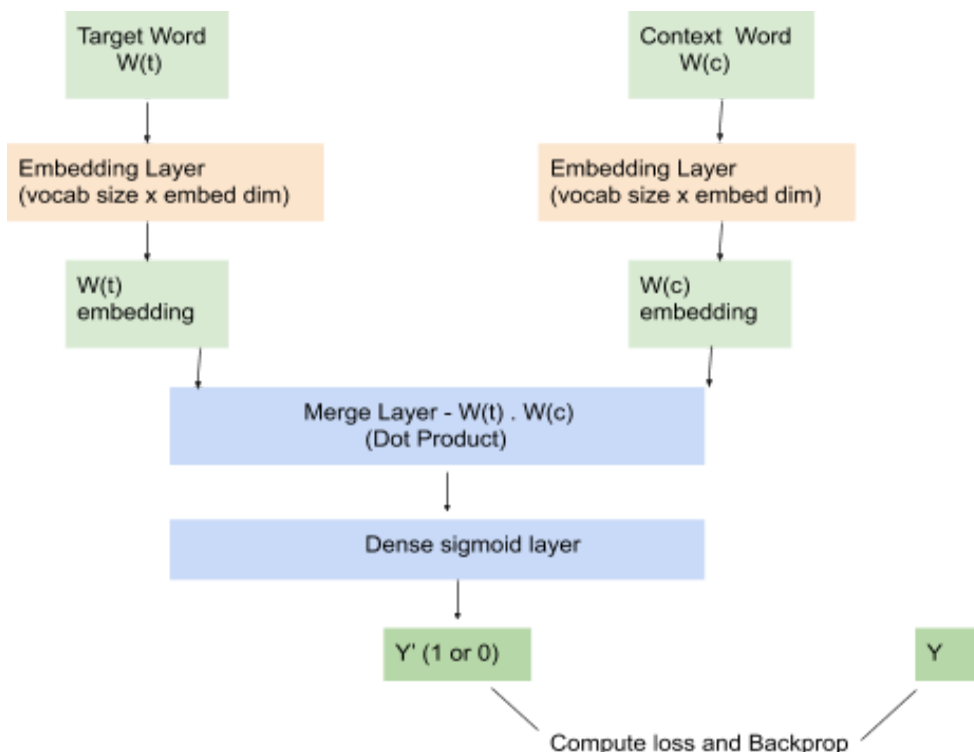 Target Word
W(t)
Context Word
W(c)
Embedding Layer
(vocab size x embed dim)
Embedding Layer
(vocab size x embed dim)
W(t)
embedding
W(c)
embedding
Merge Layer - W(t) . W(c)
(Dot Product)
Dense sigmoid layer
Y' (1 or 0)
Y
Compute loss and Backprop